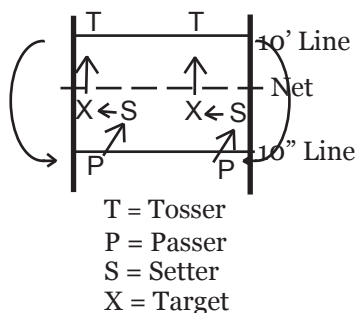 T T
10’ Line
Net
X S X S
P P
10” Line
T = Tosser
P = Passer
S = Setter
X = Target